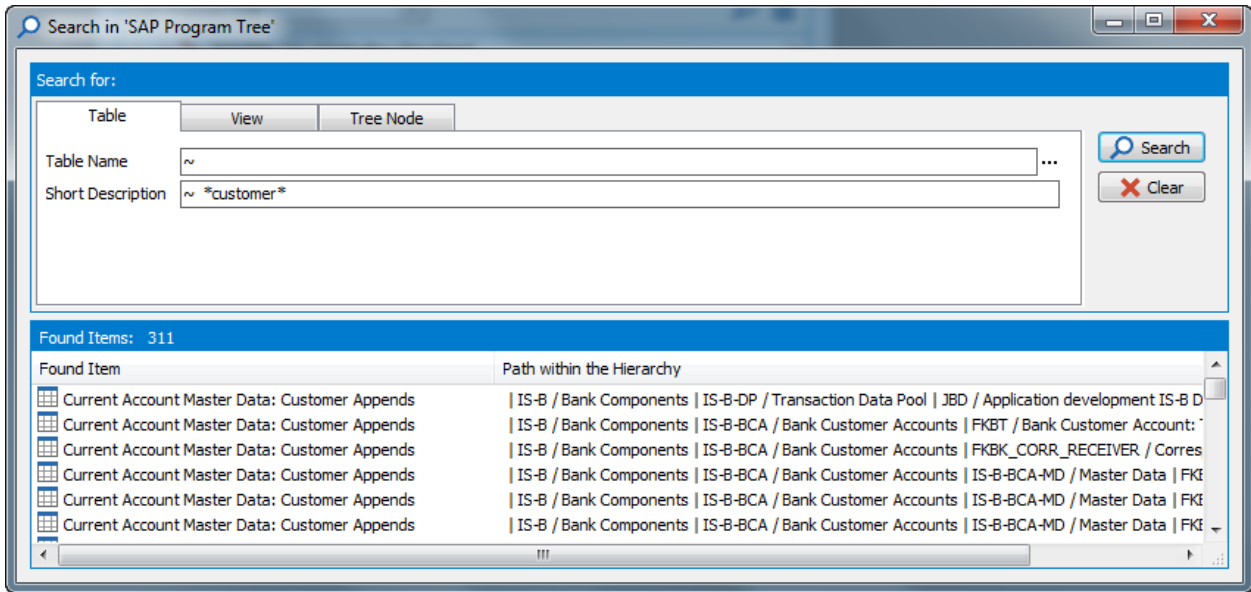 Search in 'SAP Program Tree'
Search for:
Table View Tree Node
Table Name ~ ...
Search
Short Description ~ *customer*
Clear
Found Items: 311
Found Item Path within the Hierarchy
Current Account Master Data: Customer Appends | IS-B / Bank Components | IS-B-DP / Transaction Data Pool | JBD / Application development IS-B D
Current Account Master Data: Customer Appends | IS-B / Bank Components | IS-B-BCA / Bank Customer Accounts | FKBT / Bank Customer Account:
Current Account Master Data: Customer Appends | IS-B / Bank Components | IS-B-BCA / Bank Customer Accounts | FKBK_CORR_RECEIVER / Corres
Current Account Master Data: Customer Appends | IS-B / Bank Components | IS-B-BCA / Bank Customer Accounts | IS-B-BCA-MD / Master Data |
Current Account Master Data: Customer Appends | IS-B / Bank Components | IS-B-BCA / Bank Customer Accounts | IS-B-BCA-MD / Master Data |
Current Account Master Data: Customer Appends | IS-B / Bank Components | IS-B-BCA / Bank Customer Accounts | IS-B-BCA-MD / Master Data |